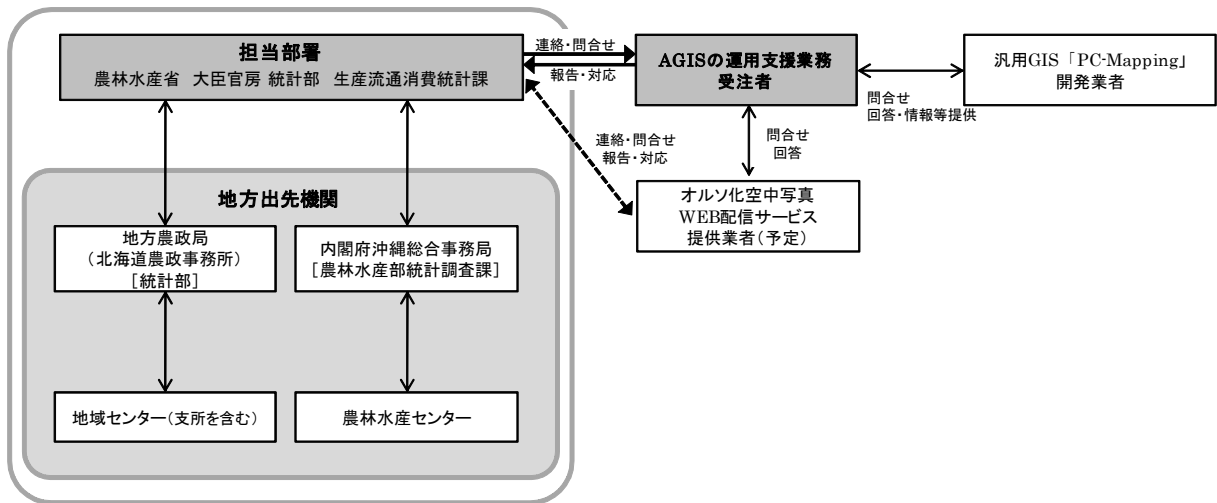 担当部署
農林水産省 大臣官房 統計部 生産流通消費統計課
連絡・問合せ
報告・対応
AGISの運用支援業務
受注者
汎用GIS「PC-Mapping」
開発業者
問合せ
回答・情報等提供
連絡・問合せ
報告・対応
問合せ
回答
オルソ化空中写真
WEB配信サービス
提供業者(予定)
地方出先機関
地方農政局
(北海道農政事務所)
[統計部]
内閣府沖縄総合事務局
[農林水産部統計調査課]
地域センター(支所を含む)
農林水産センター